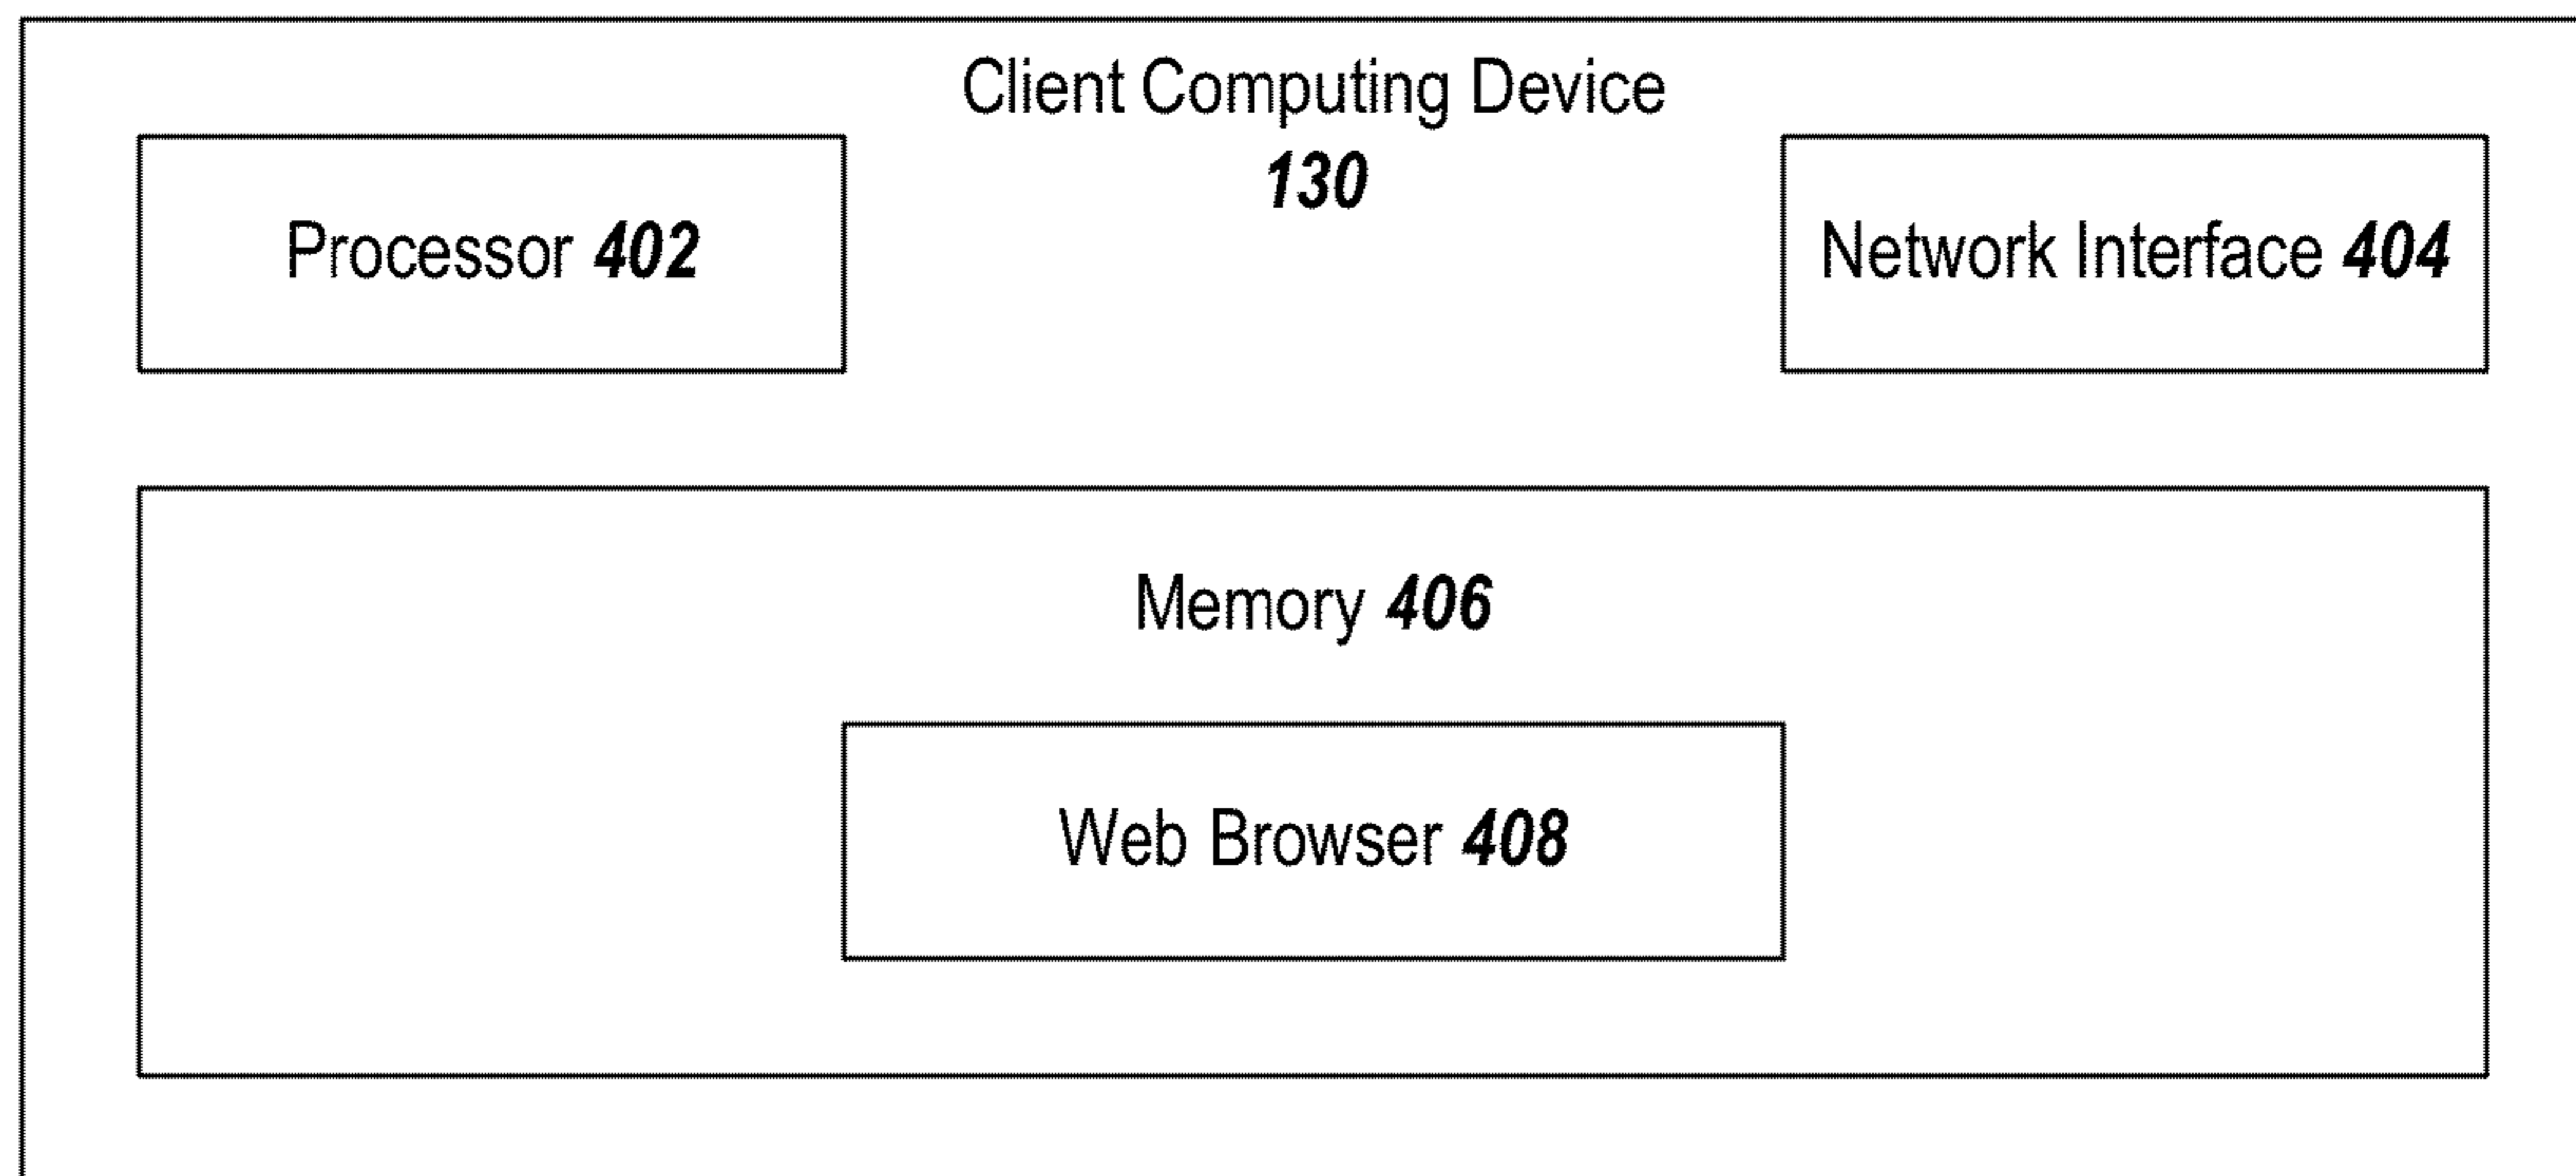 Client Computing Device
130
Processor 402
Network Interface 404
Memory 406
Web Browser 408